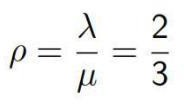 ρ = λ/μ = 2/3